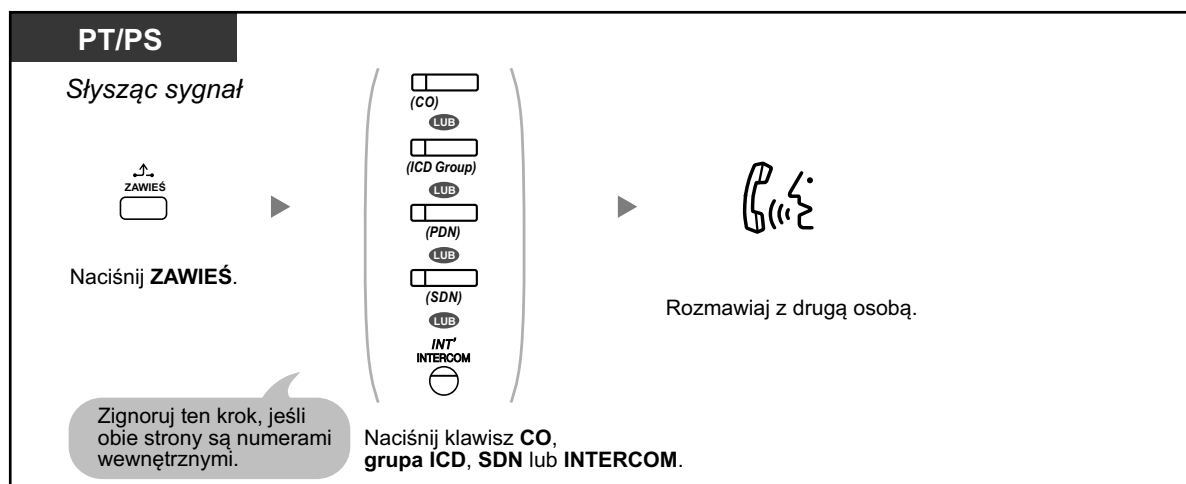 PT/PS
Słysząc sygnał
ZAWIEŚ
Naciśnij ZAWIEŚ.
Zignoruj ten krok, jeśli
obie strony są numerami
wewnętrznymi.
(CO)
LUB
(ICD Group)
LUB
(PDN)
LUB
(SDN)
LUB
INT'
INTERCOM
Naciśnij klawisz CO,
grupa ICD, SDN lub INTERCOM.
Rozmawiaj z drugą osobą.